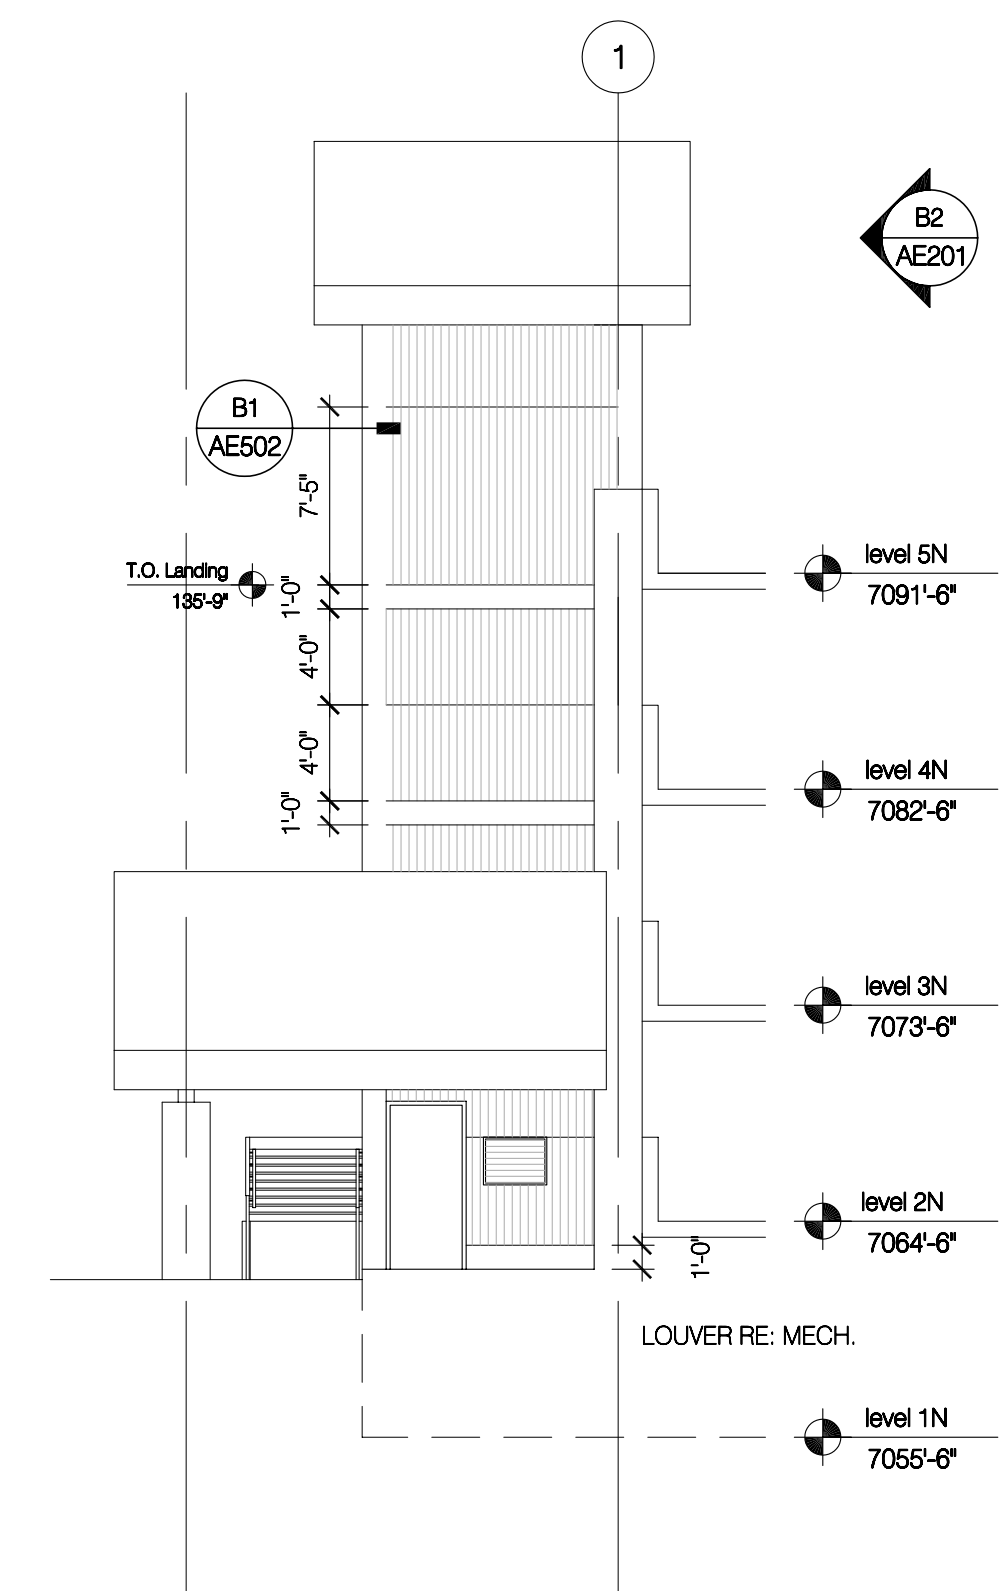 1
B2
AE201
B1
AE502
7'-5"
level 5N
7091'-6"
T.O. Landing
135'-9"
1'-0"
4'-0"
4'-0"
level 4N
7082'-6"
1'-0"
level 3N
7073'-6"
level 2N
7064'-6"
1'-0"
LOUVER RE: MECH.
level 1N
7055'-6"